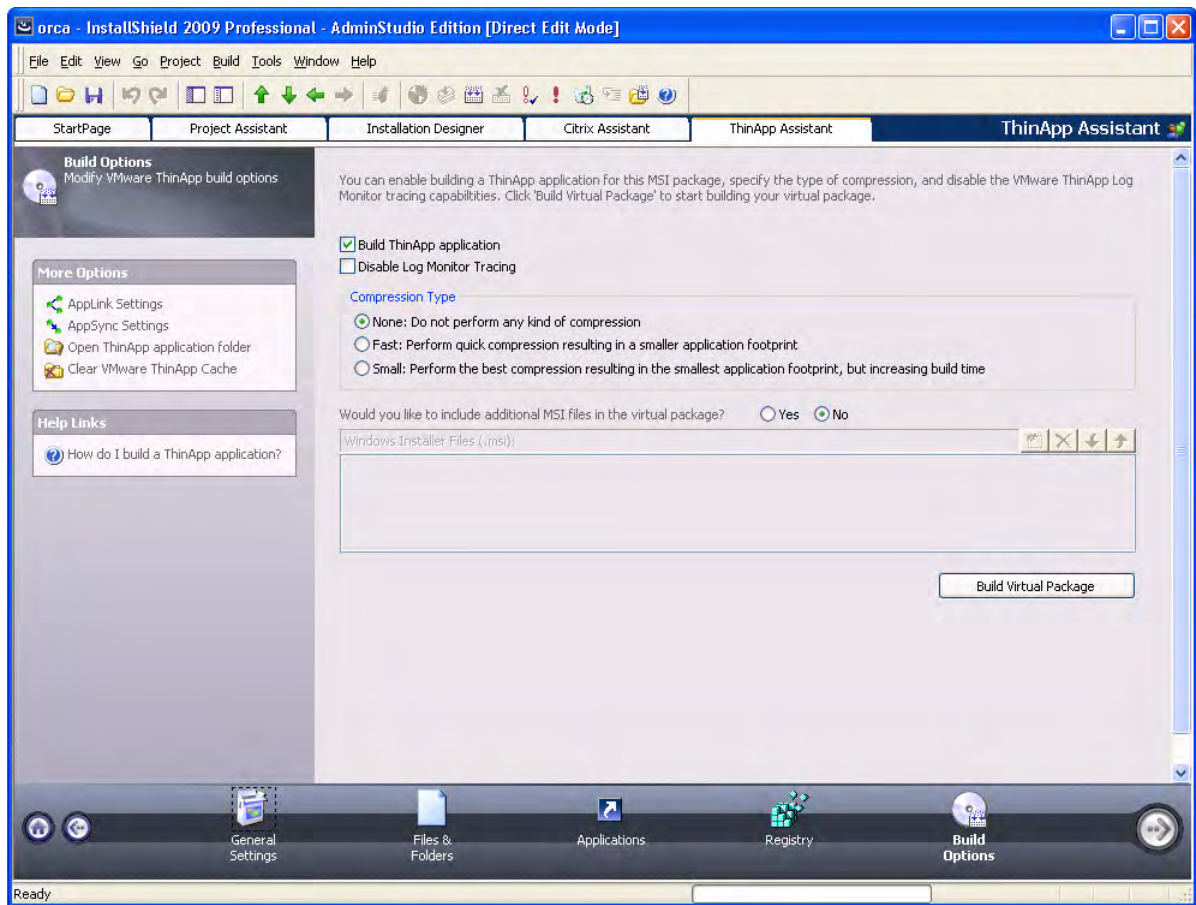 orca - InstallShield 2009 Professional - AdminStudio Edition [Direct Edit Mode]
File Edit View Go Project Build Tools Window Help
StartPage Project Assistant Installation Designer Citrix Assistant ThinApp Assistant ThinApp Assistant
Build Options
Modify VMware ThinApp build options
You can enable building a ThinApp application for this MSI package, specify the type of compression, and disable the VMware ThinApp Log
Monitor tracing capabilities. Click 'Build Virtual Package' to start building your virtual package.
Build ThinApp application
Disable Log Monitor Tracing
More Options
AppLink Settings
AppSync Settings
Open ThinApp application folder
Clear VMware ThinApp Cache
Help Links
How do I build a ThinApp application?
Compression Type
None: Do not perform any kind of compression
Fast: Perform quick compression resulting in a smaller application footprint
Small: Perform the best compression resulting in the smallest application footprint, but increasing build time
Would you like to include additional MSI files in the virtual package? Yes No
Windows Installer Files (.msi):
Build Virtual Package
General
Settings
Files &
Folders
Applications
Registry
Build
Options
Ready